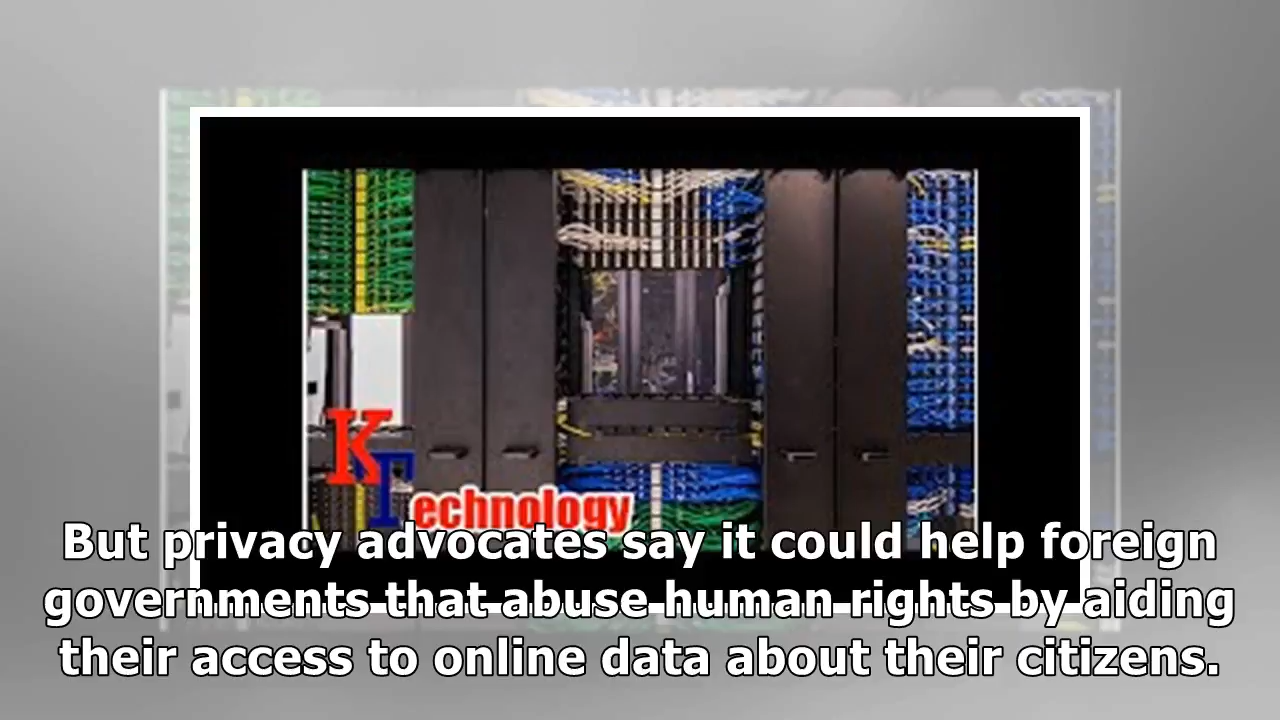 KTechnology
But privacy advocates say it could help foreign
governments that abuse human rights by aiding
their access to online data about their citizens.